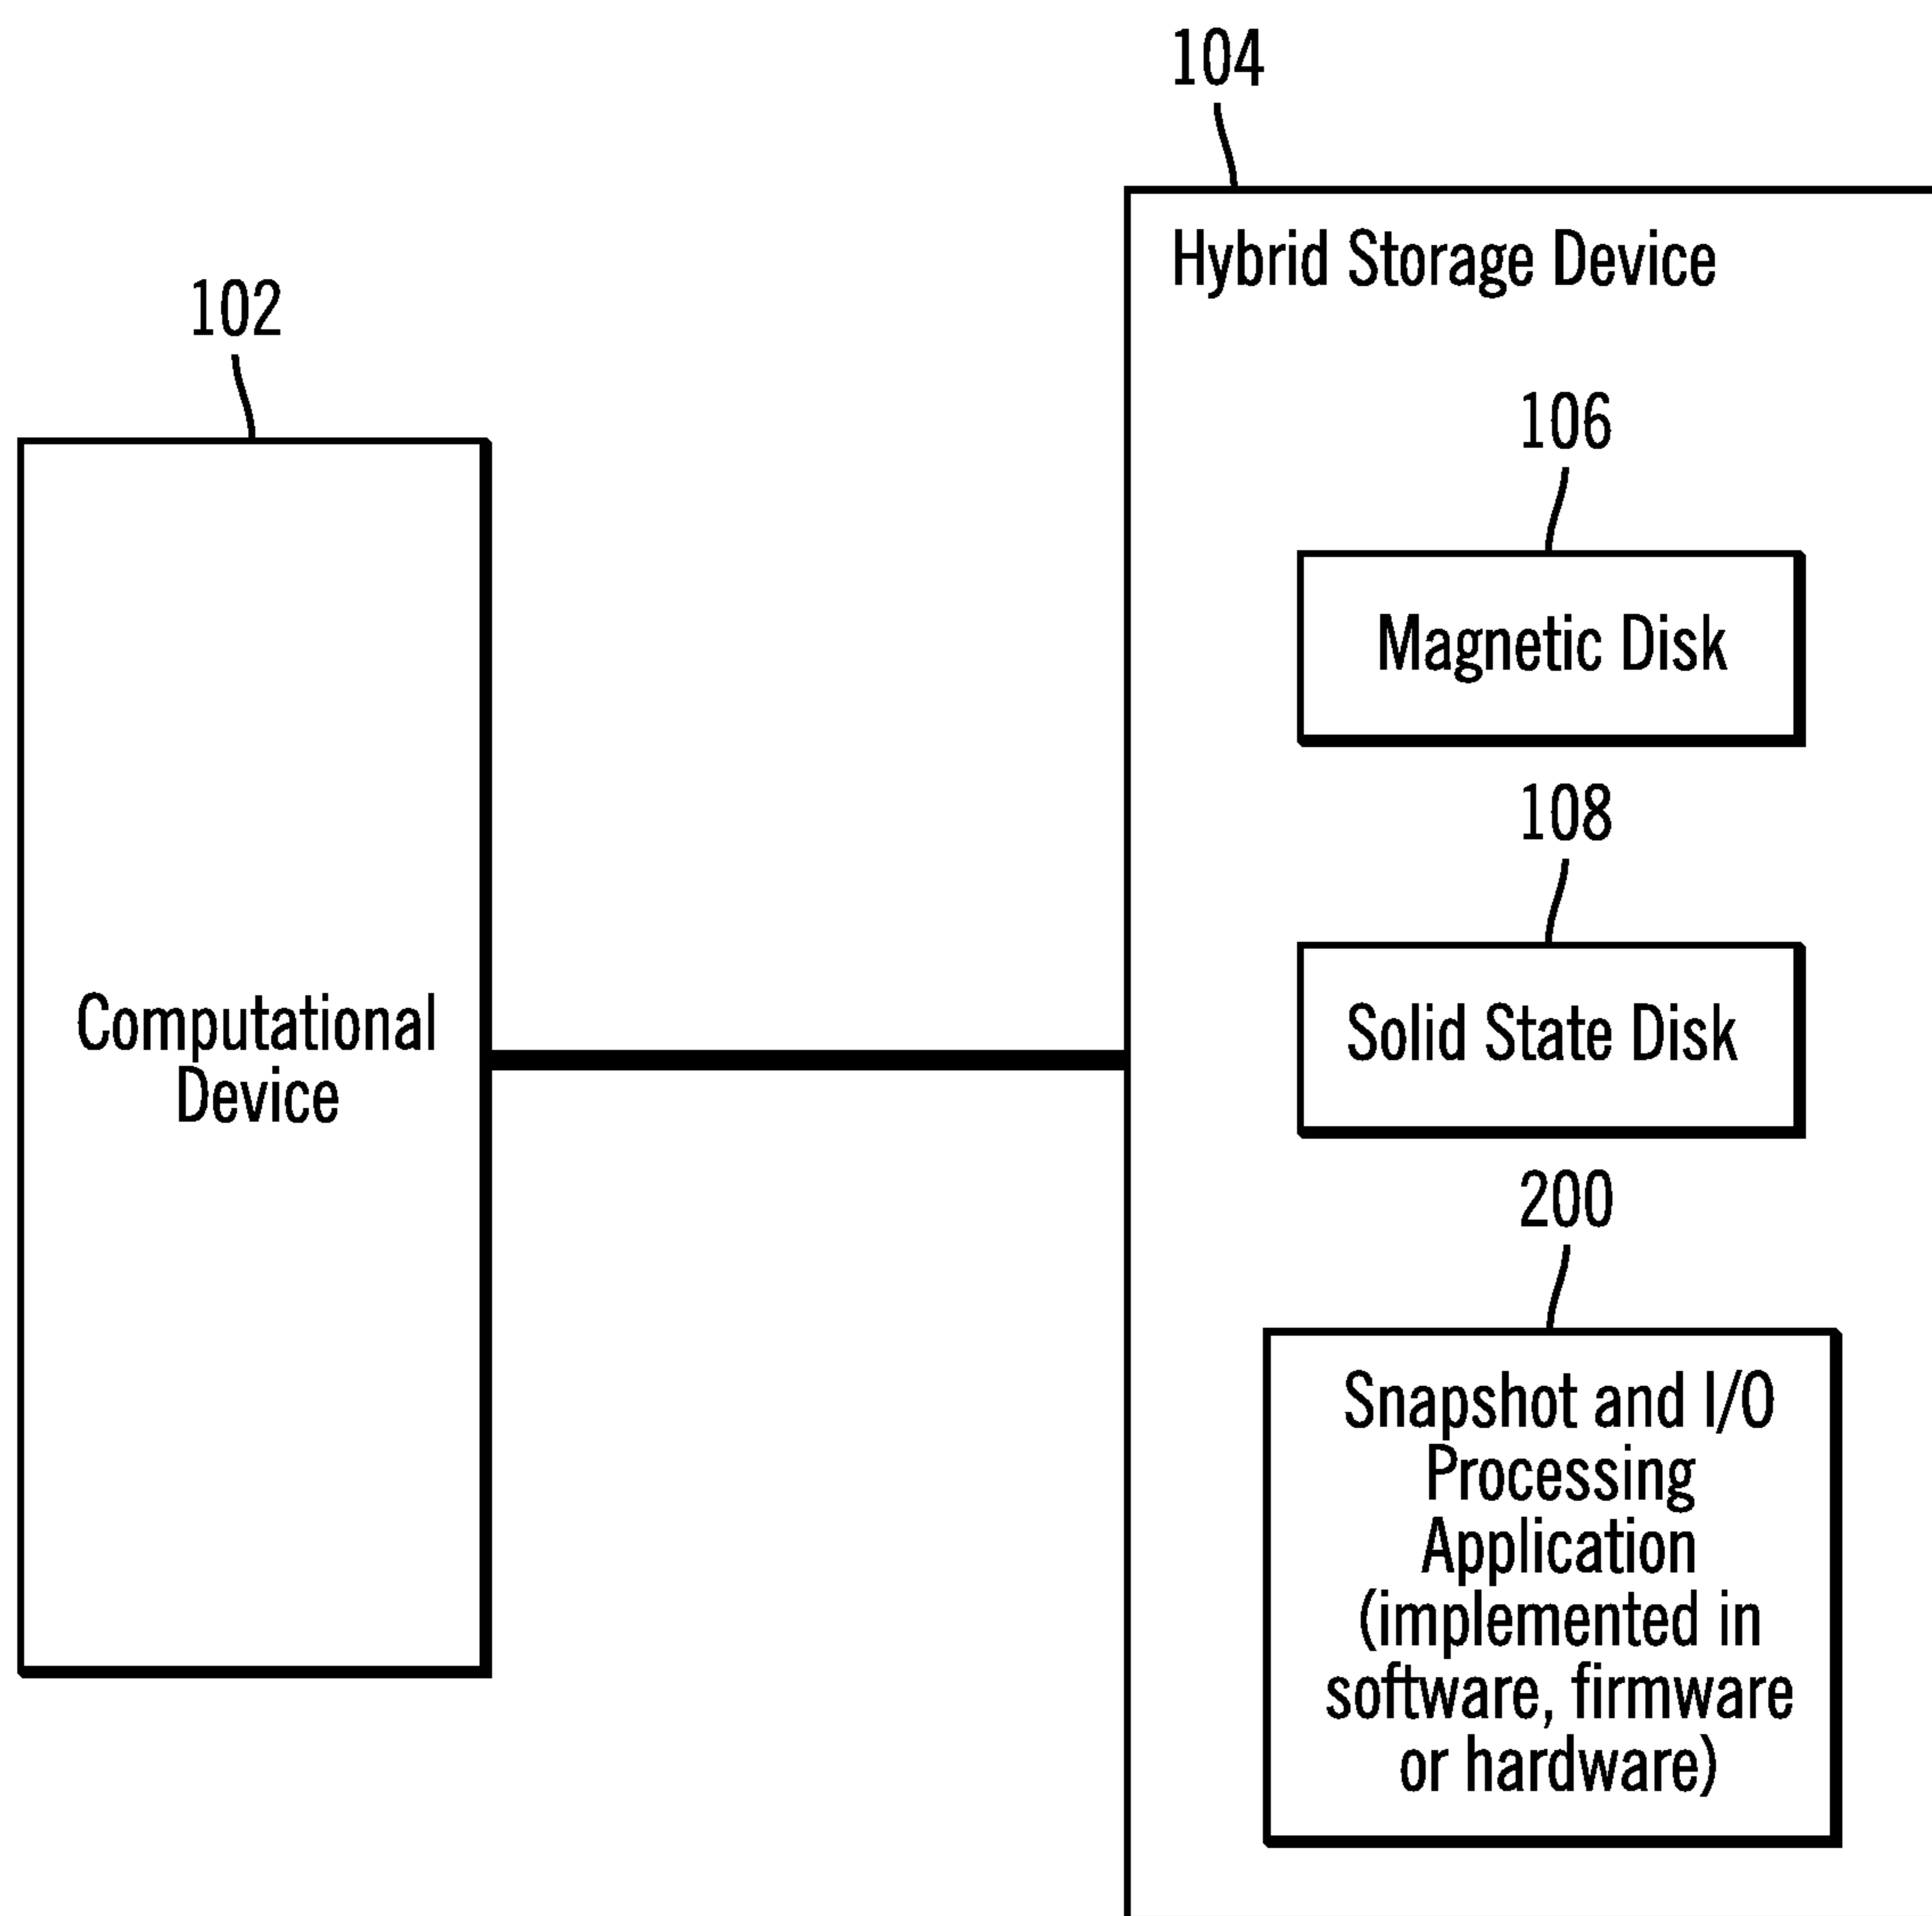 104
Hybrid Storage Device
102
106
Magnetic Disk
108
Solid State Disk
Computational
Device
200
Snapshot and I/O
Processing
Application
(implemented in
software, firmware
or hardware)